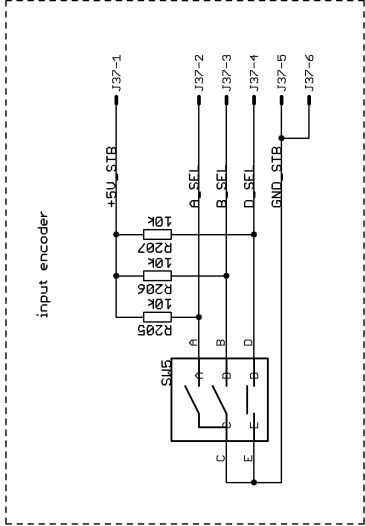 J37-1
J37-2
J37-3
J37-4
J37-5
J37-6
+5V_STB
A_SEL
B_SEL
D_SEL
GND_STB
input encoder
10k
R207
10k
R206
10k
R205
SW5
A
B
D
A
B
D
C
E
C
E